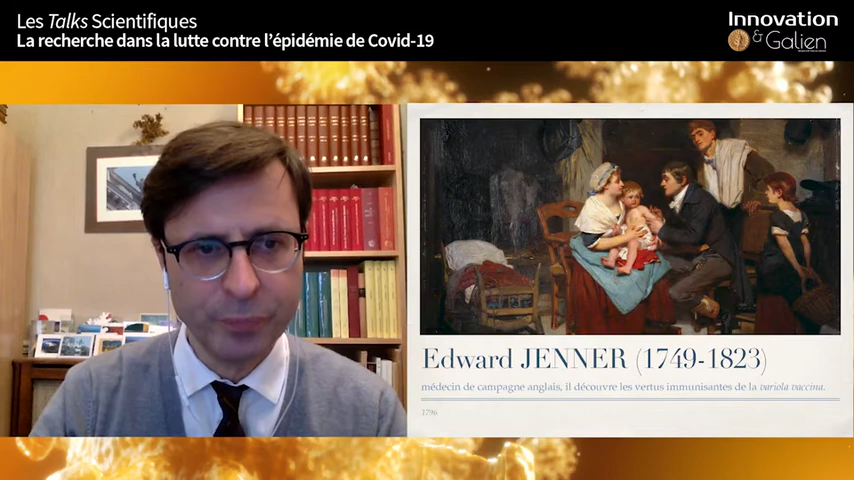 Les Talks Scientifiques
La recherche dans la lutte contre l'épidémie de Covid-19
Innovation
& Galien
Edward JENNER (1749-1823)
médecin de campagne anglais, il découvre les vertus immunisantes de la variola vaccina.
1796